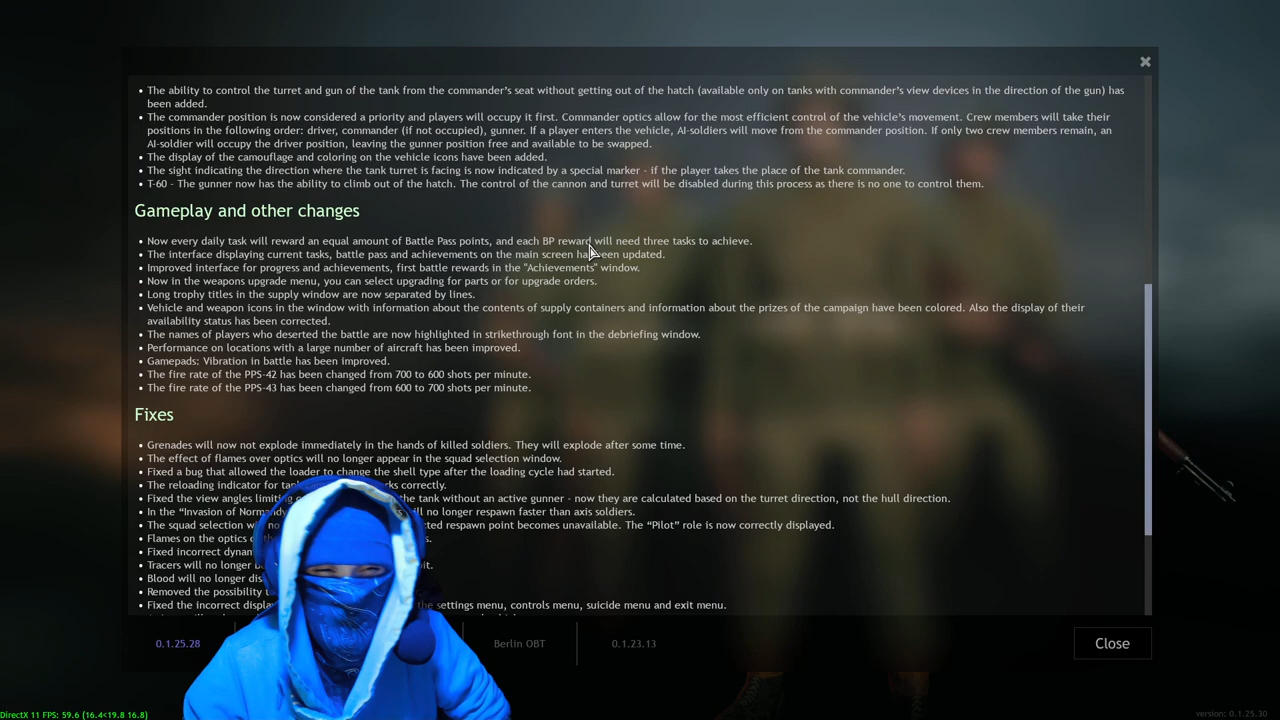 • The ability to control the turret and gun of the tank from the commander's seat without getting out of the hatch (available only on tanks with commander's view devices in the direction of the gun) has
been added.
• The commander position is now considered a priority and players will occupy it first. Commander optics allow for the most efficient control of the vehicle's movement. Crew members will take their
positions in the following order: driver, commander (if not occupied), gunner. If a player enters the vehicle, AI-soldiers will move from the commander position. If only two crew members remain, an
AI-soldier will occupy the driver position, leaving the gunner position free and available to be swapped.
• The display of the camouflage and coloring on the vehicle icons have been added.
• The sight indicating the direction where the tank turret is facing is now indicated by a special marker - if the player takes the place of the tank commander.
• T-60 - The gunner now has the ability to climb out of the hatch. The control of the cannon and turret will be disabled during this process as there is no one to control them.
Gameplay and other changes
• Now every daily task will reward an equal amount of Battle Pass points, and each BP reward will need three tasks to achieve.
• The interface displaying current tasks, battle pass and achievements on the main screen has been updated.
• Improved interface for progress and achievements, first battle rewards in the "Achievements" window.
• Now in the weapons upgrade menu, you can select upgrading for parts or for upgrade orders.
• Long trophy titles in the supply window are now separated by lines.
• Vehicle and weapon icons in the window with information about the contents of supply containers and information about the prizes of the campaign have been colored. Also the display of their
availability status has been corrected.
• The names of players who deserted the battle are now highlighted in strikethrough font in the debriefing window.
• Performance on locations with a large number of aircraft has been improved.
• Gamepads: Vibration in battle has been improved.
• The fire rate of the PPS-42 has been changed from 700 to 600 shots per minute.
• The fire rate of the PPS-43 has been changed from 600 to 700 shots per minute.
Fixes
• Grenades will now not explode immediately in the hands of killed soldiers. They will explode after some time.
• The effect of flames over optics will no longer appear in the squad selection window.
• Fixed a bug that allowed the loader to change the shell type after the loading cycle had started.
• The reloading indicator for correctly.
• Fixed the view angles the tank without an active gunner - now they are calculated based on the turret direction, not the hull direction.
• In the “Invasion of no longer respawn faster than axis soldiers.
• The squad selection respawn point becomes unavailable. The “Pilot” role is now correctly displayed.
• Flames on the optics
• Fixed incorrect
• Tracers will no longer
• Blood will no longer
• Removed the possibility
• Fixed the incorrect the settings menu, controls menu, suicide menu and exit menu.
0.1.25.28
Berlin OBT
0.1.23.13
Close
DirectX 11 FPS: 59.6 (16.4<19.8 16.8)
version: 0.1.25.30